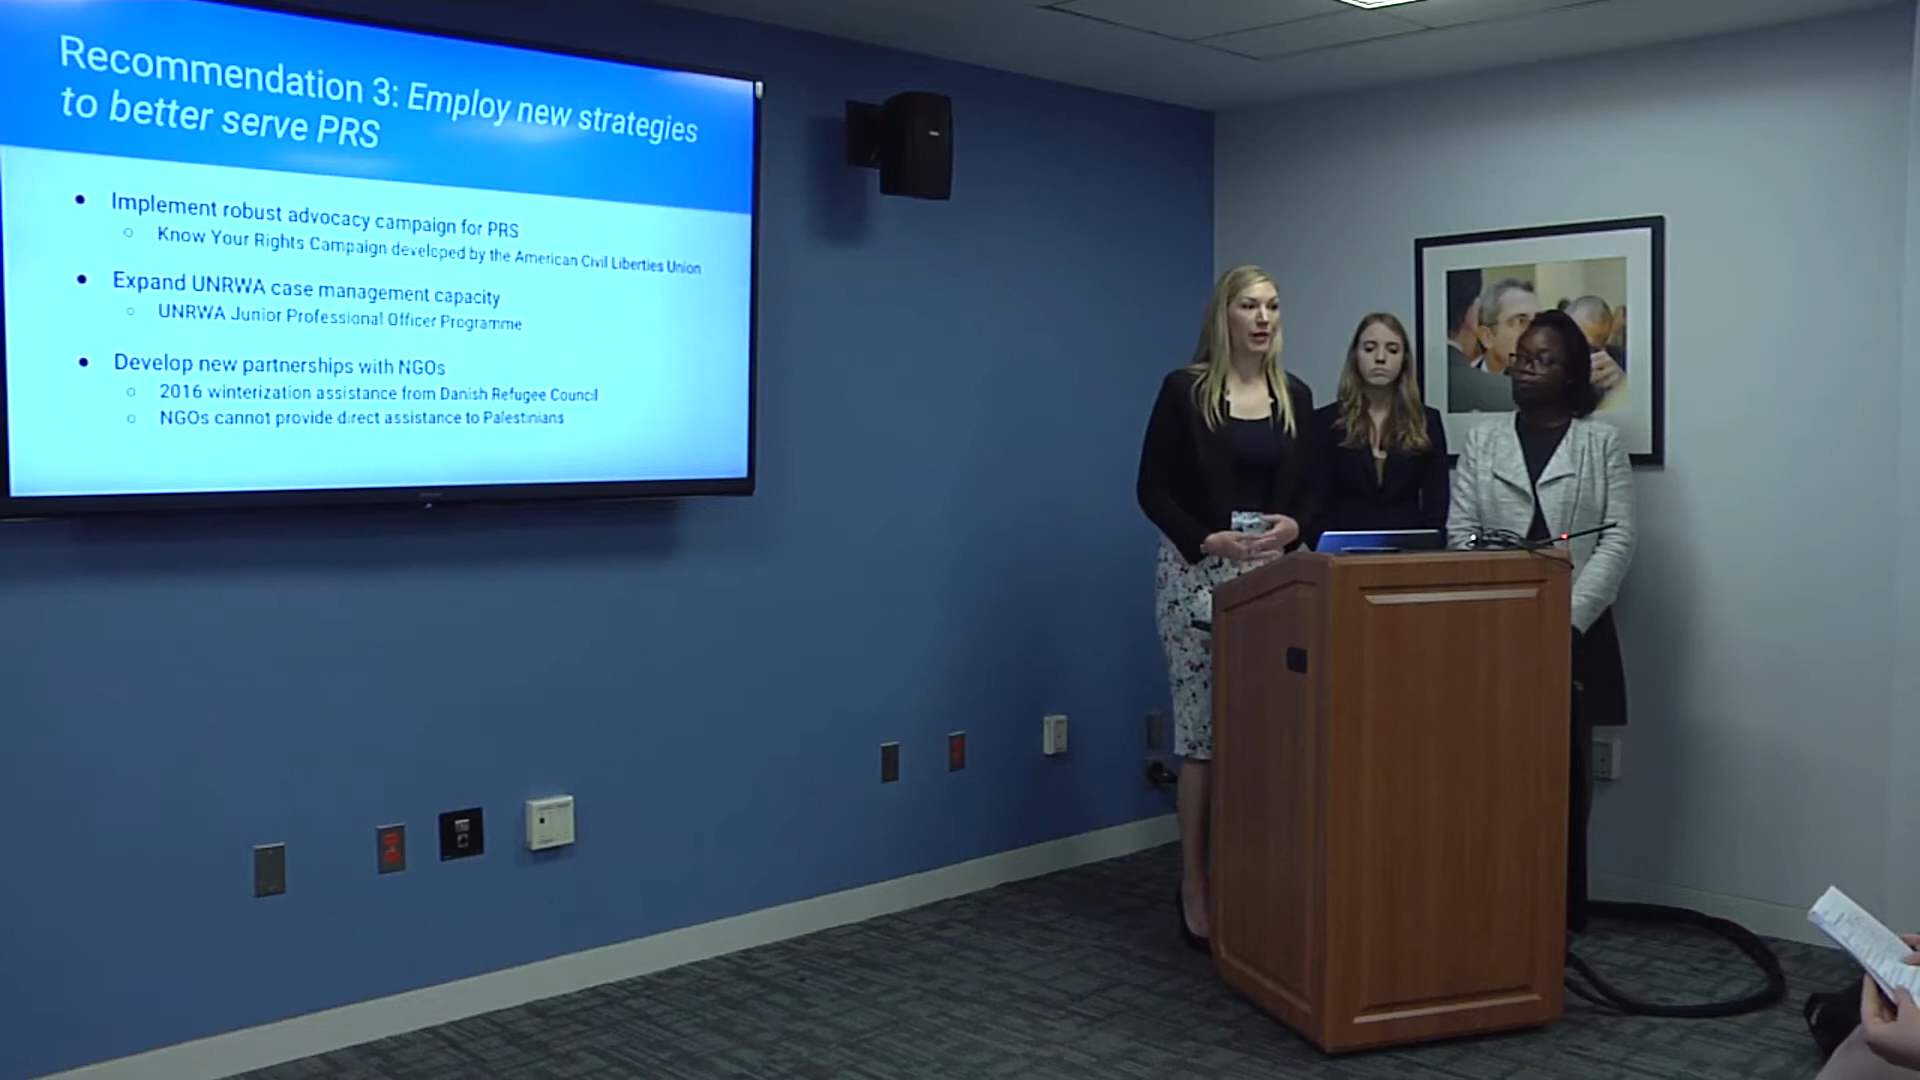 Recommendation 3: Employ new strategies
to better serve PRS
● Implement robust advocacy campaign for PRS
○ Know Your Rights Campaign developed by the American Civil Liberties Union
● Expand UNRWA case management capacity
○ UNRWA Junior Professional Officer Programme
● Develop new partnerships with NGOs
○ 2016 winterization assistance from Danish Refugee Council
○ NGOs cannot provide direct assistance to Palestinians